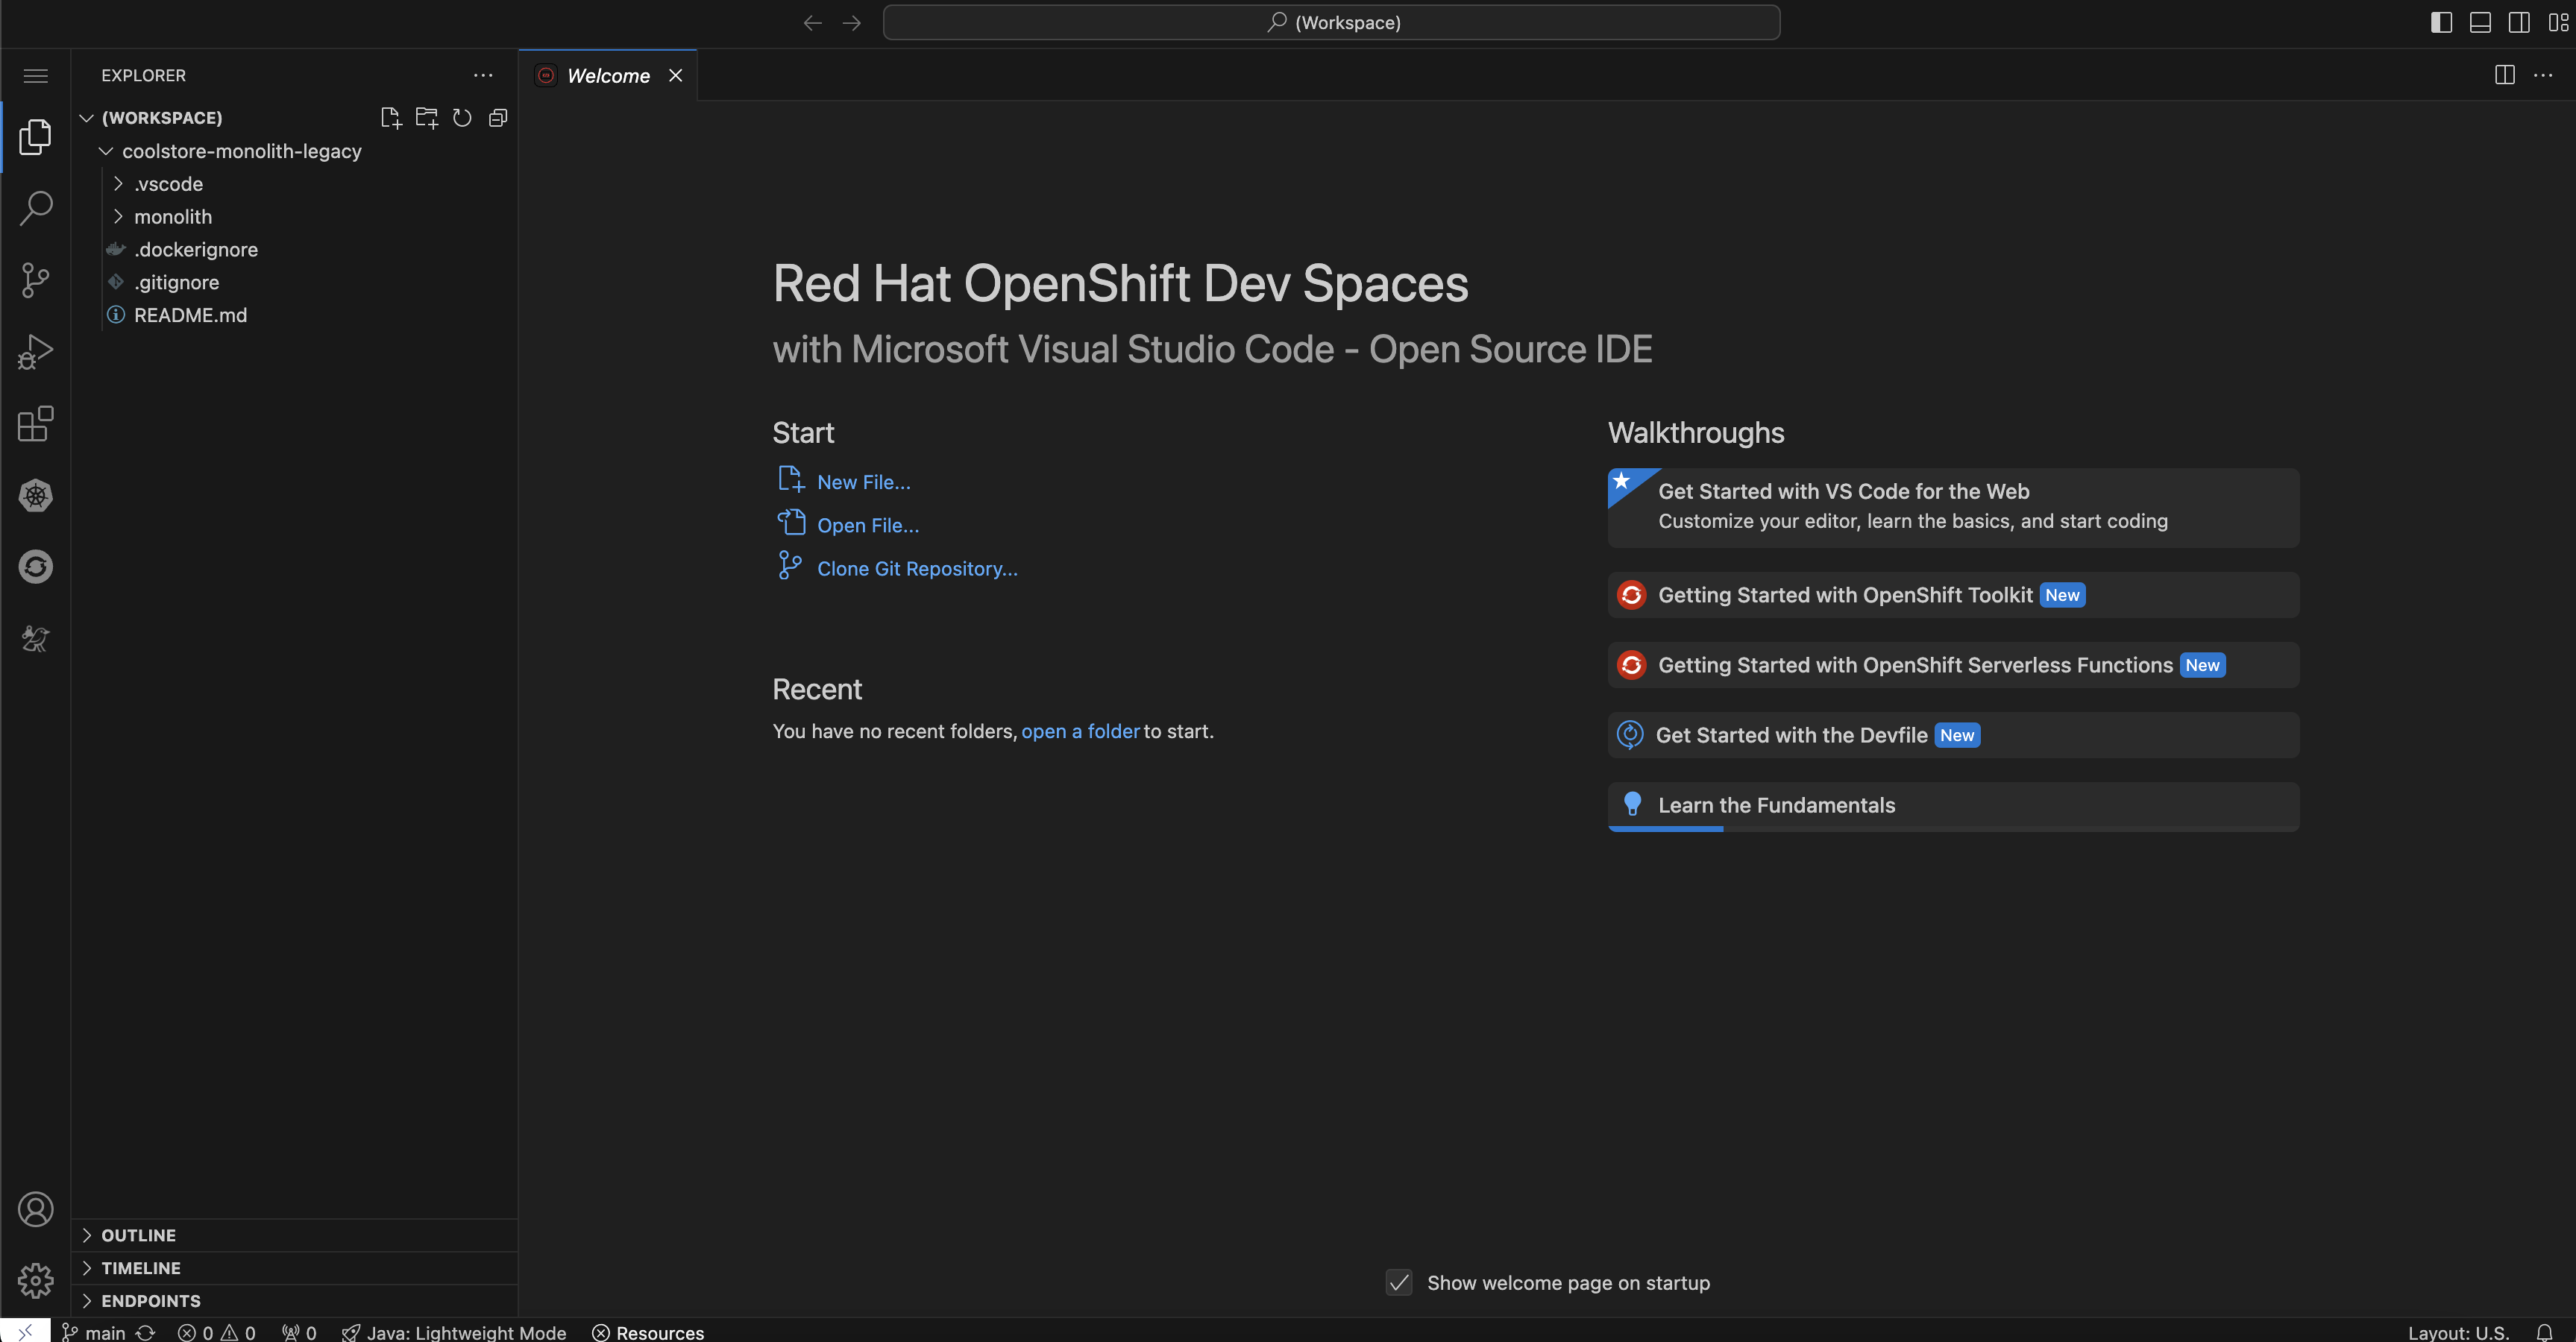 (Workspace)
EXPLORER
Welcome
(WORKSPACE)
coolstore-monolith-legacy
.vscode
monolith
.dockerignore
.gitignore
README.md
Red Hat OpenShift Dev Spaces
with Microsoft Visual Studio Code - Open Source IDE
Start
New File...
Open File...
Clone Git Repository...
Recent
You have no recent folders, open a folder to start.
Walkthroughs
Get Started with VS Code for the Web
Customize your editor, learn the basics, and start coding
Getting Started with OpenShift Toolkit New
Getting Started with OpenShift Serverless Functions New
Get Started with the Devfile New
Learn the Fundamentals
OUTLINE
TIMELINE
ENDPOINTS
Show welcome page on startup
main 0 0 0 Java: Lightweight Mode Resources Layout: U.S.